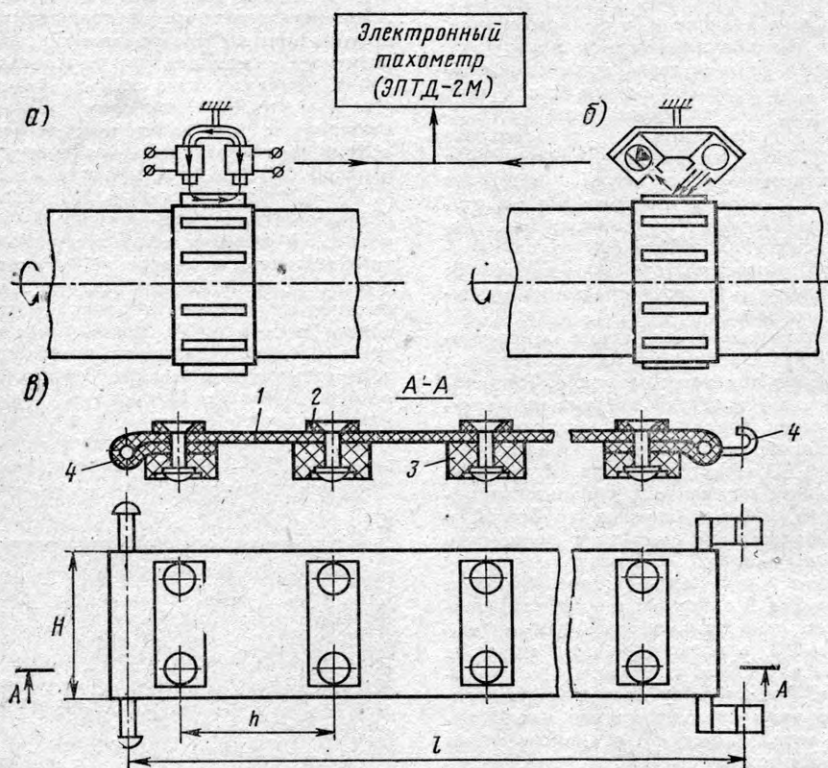 Электронный
тахометр
(ЭПТД-2М)
а)
б)
в)
А-А
1
2
4
3
4
H
A
A
h
l